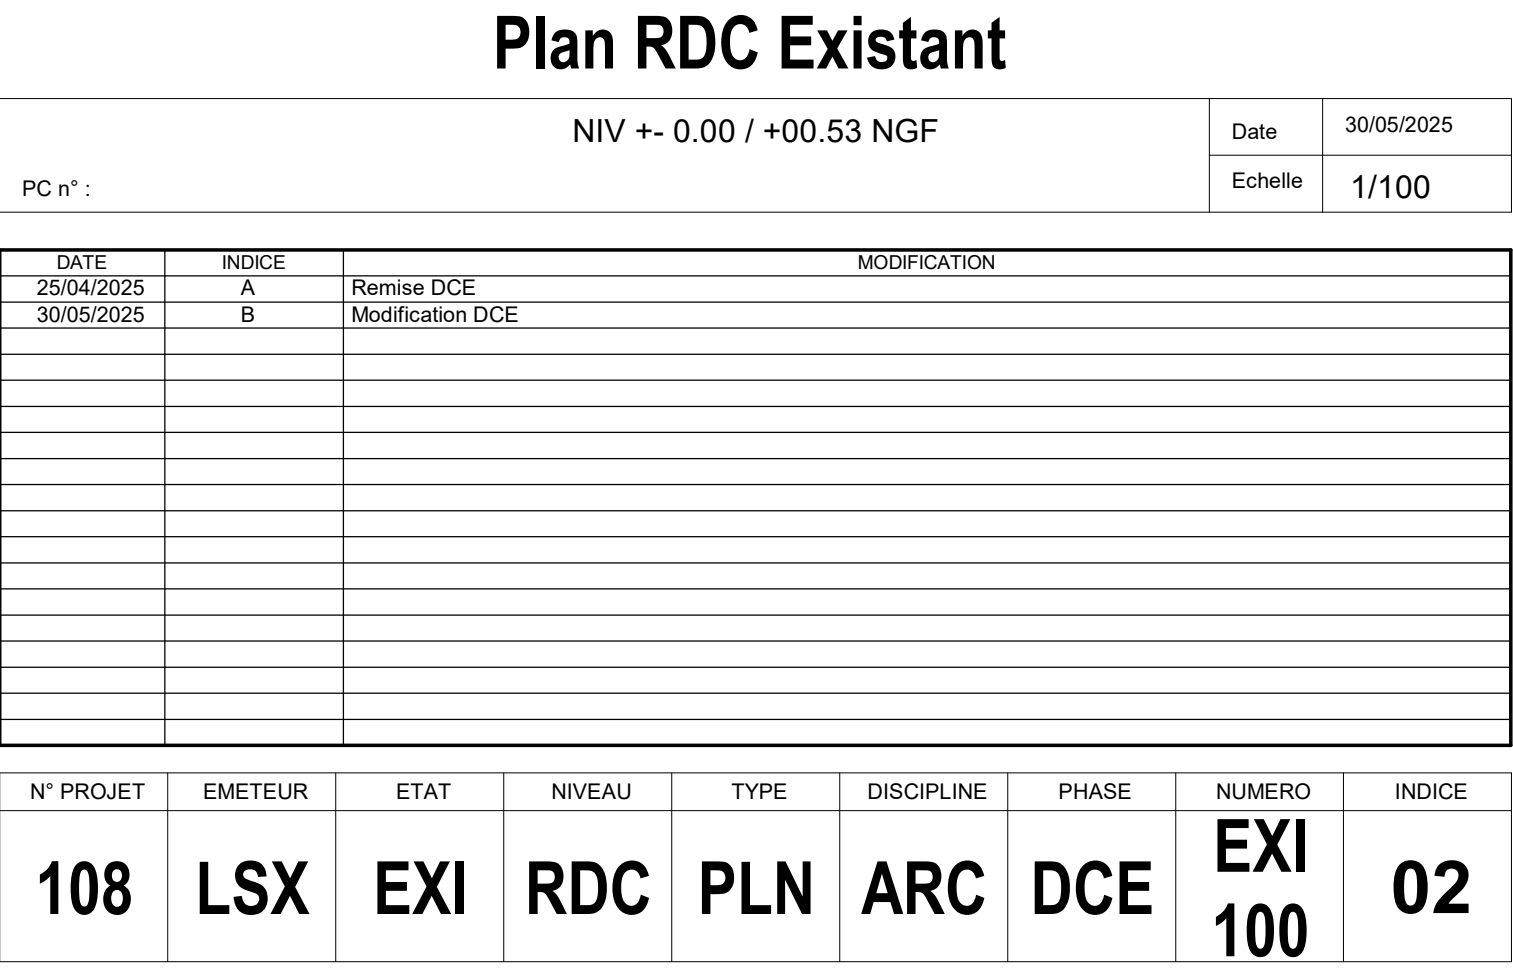 Plan RDC Existant
NIV +- 0.00 / +00.53 NGF
Date 30/05/2025
PC n° :
Echelle 1/100
DATE INDICE MODIFICATION
25/04/2025 A Remise DCE
30/05/2025 B Modification DCE
N° PROJET EMETEUR ETAT NIVEAU TYPE DISCIPLINE PHASE NUMERO INDICE
108 LSX EXI RDC PLN ARC DCE EXI 100 02